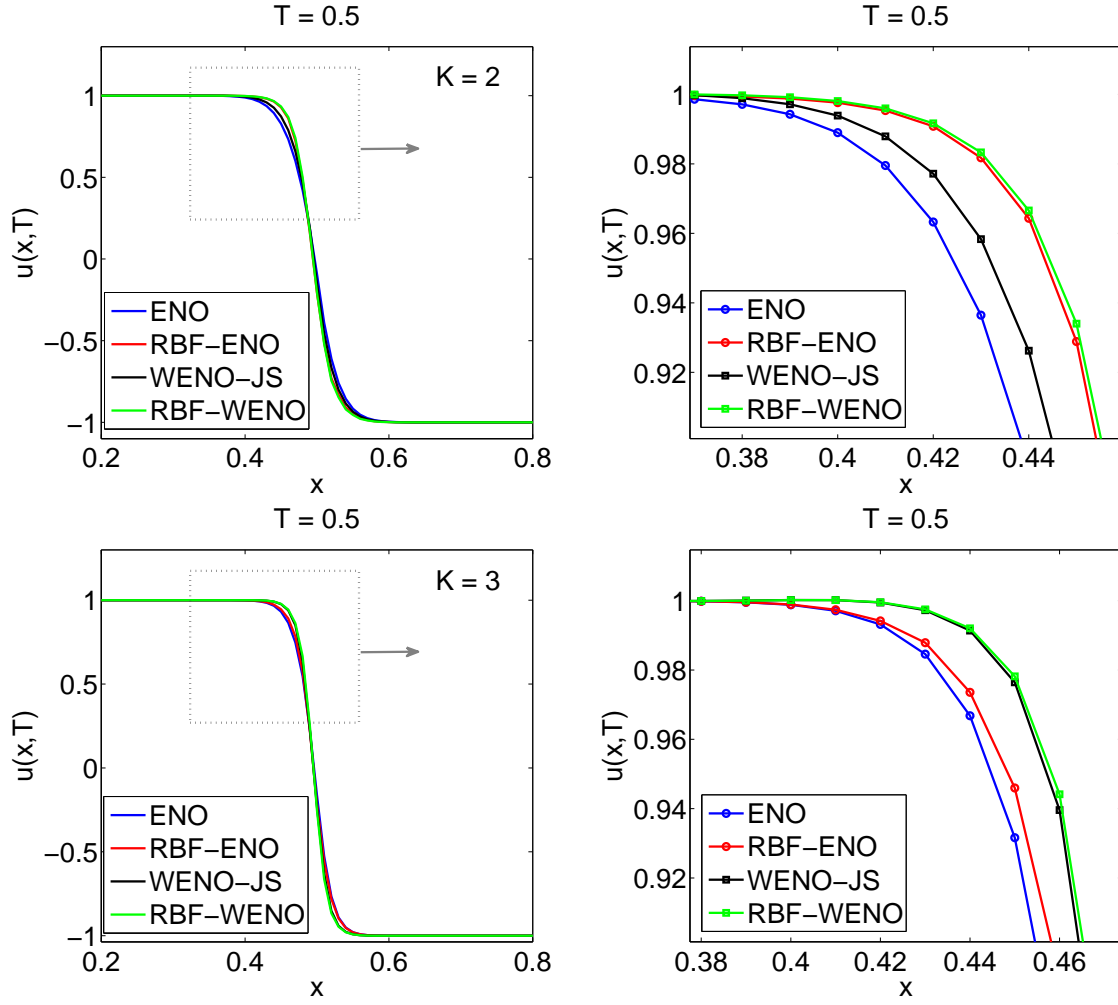 T = 0.5
K = 2
1
0.5
0
−0.5
−1
u(x,T)
ENO
RBF−ENO
WENO−JS
RBF−WENO
0.2
0.4
0.6
0.8
x
T = 0.5
1
0.98
0.96
0.94
0.92
u(x,T)
ENO
RBF−ENO
WENO−JS
RBF−WENO
0.38
0.4
0.42
0.44
x
T = 0.5
K = 3
1
0.5
0
−0.5
−1
u(x,T)
ENO
RBF−ENO
WENO−JS
RBF−WENO
0.2
0.4
0.6
0.8
x
T = 0.5
1
0.98
0.96
0.94
0.92
u(x,T)
ENO
RBF−ENO
WENO−JS
RBF−WENO
0.38
0.4
0.42
0.44
0.46
x